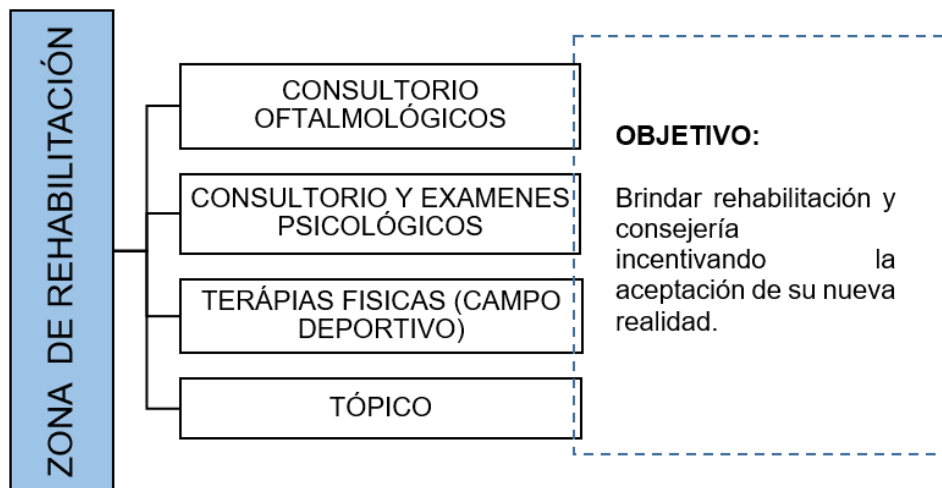 ZONA DE REHABILITACIÓN
CONSULTORIO
OFTALMOLÓGICOS
CONSULTORIO Y EXAMENES
PSICOLÓGICOS
TERÁPIAS FISICAS (CAMPO
DEPORTIVO)
TÓPICO
OBJETIVO:
Brindar rehabilitación y
consejería
incentivando la
aceptación de su nueva
realidad.